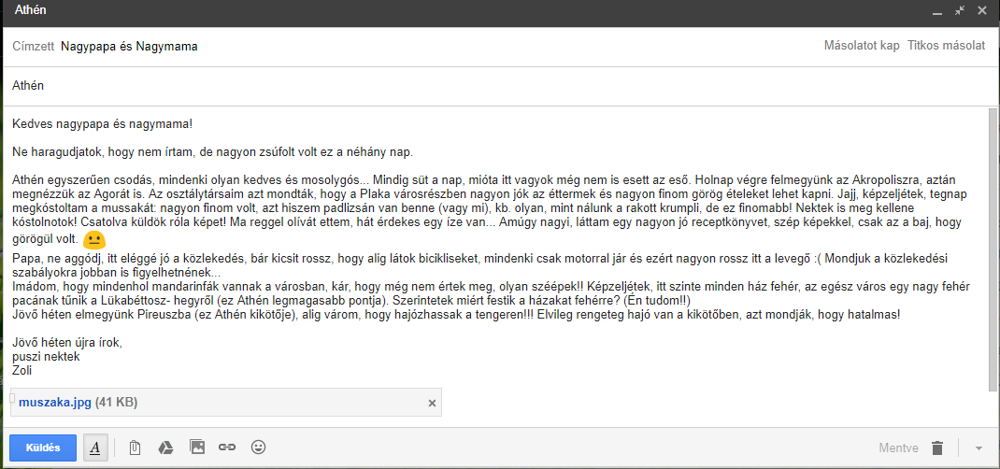 Athén
Címzett Nagypapa és Nagymama Másolatot kap Titkos másolat
Athén
Kedves nagypapa és nagymama!
Ne haragudjatok, hogy nem írtam, de nagyon zsúfolt volt ez a néhány nap.
Athén egyszerűen csodás, mindenki olyan kedves és mosolygós... Mindig süt a nap, mióta itt vagyok még nem is esett az eső. Holnap végre felmegyünk az Akropoliszra, aztán
megnézzük az Agorát is. Az osztálytársaim azt mondták, hogy a Plaka városrészben nagyon jók az éttermek és nagyon finom görög ételeket lehet kapni. Jajj, képzeljétek, tegnap
megkóstoltam a mussakát: nagyon finom volt, azt hiszem padlizsán van benne (vagy mi), kb. olyan, mint nálunk a rakott krumpli, de ez finomabb! Nektek is meg kellene
kóstolnotok! Csatolva küldök róla képet! Ma reggel olívát ettem, hát érdekes egy íze van... Amúgy nagyi, láttam egy nagyon jó receptkönyvet, szép képekkel, csak az a baj, hogy
görögül volt.
Papa, ne aggódj, itt eléggé jó a közlekedés, bár kicsit rossz, hogy alig látok bicikliseket, mindenki csak motorral jár és ezért nagyon rossz itt a levegő :( Mondjuk a közlekedési
szabályokra jobban is figyelhetnének...
Imádom, hogy mindenhol mandarinfák vannak a városban, kár, hogy még nem értek meg, olyan széépek!! Képzeljétek, itt szinte minden ház fehér, az egész város egy nagy fehér
pacának tűnik a Lükabéttosz- hegyről (ez Athén legmagasabb pontja). Szerintetek miért festik a házakat fehérre? (Én tudom!!)
Jövő héten elmegyünk Pireuszba (ez Athén kikötője), alig várom, hogy hajózhassak a tengeren!!! Elvileg rengeteg hajó van a kikötőben, azt mondják, hogy hatalmas!
Jövő héten újra írok,
puszi nektek
Zoli
muszaka.jpg (41 KB)
Küldés A Mentve